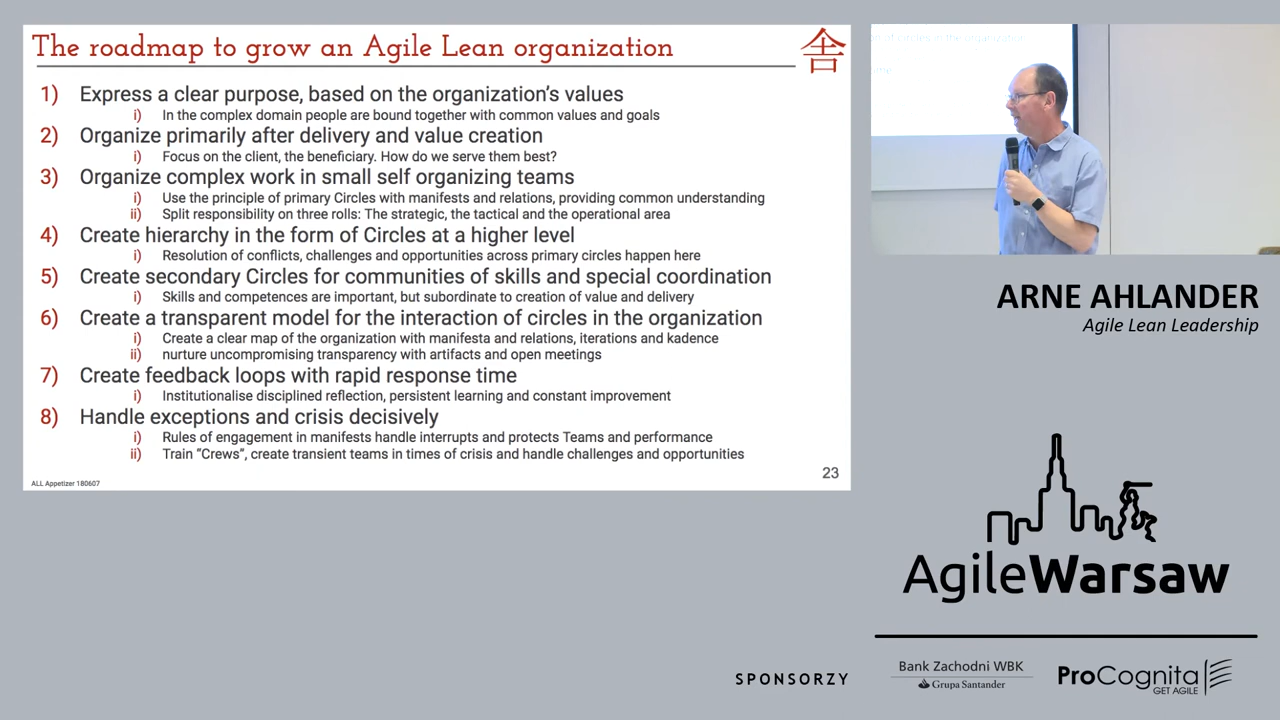 The roadmap to grow an Agile Lean organization
舎
1) Express a clear purpose, based on the organization's values
i) In the complex domain people are bound together with common values and goals
2) Organize primarily after delivery and value creation
i) Focus on the client, the beneficiary. How do we serve them best?
3) Organize complex work in small self organizing teams
i) Use the principle of primary Circles with manifests and relations, providing common understanding
ii) Split responsibility on three rolls: The strategic, the tactical and the operational area
4) Create hierarchy in the form of Circles at a higher level
i) Resolution of conflicts, challenges and opportunities across primary circles happen here
5) Create secondary Circles for communities of skills and special coordination
i) Skills and competences are important, but subordinate to creation of value and delivery
6) Create a transparent model for the interaction of circles in the organization
i) Create a clear map of the organization with manifesta and relations, iterations and kadence
ii) nurture uncompromising transparency with artifacts and open meetings
7) Create feedback loops with rapid response time
i) Institutionalise disciplined reflection, persistent learning and constant improvement
8) Handle exceptions and crisis decisively
i) Rules of engagement in manifests handle interrupts and protects Teams and performance
ii) Train “Crews”, create transient teams in times of crisis and handle challenges and opportunities
23
ALL Appetizer 180607
of circles in the organization
ARNE AHLANDER
Agile Lean Leadership
AgileWarsaw
SPONSORZY
Bank Zachodni WBK
Grupa Santander
ProCognita
GET AGILE